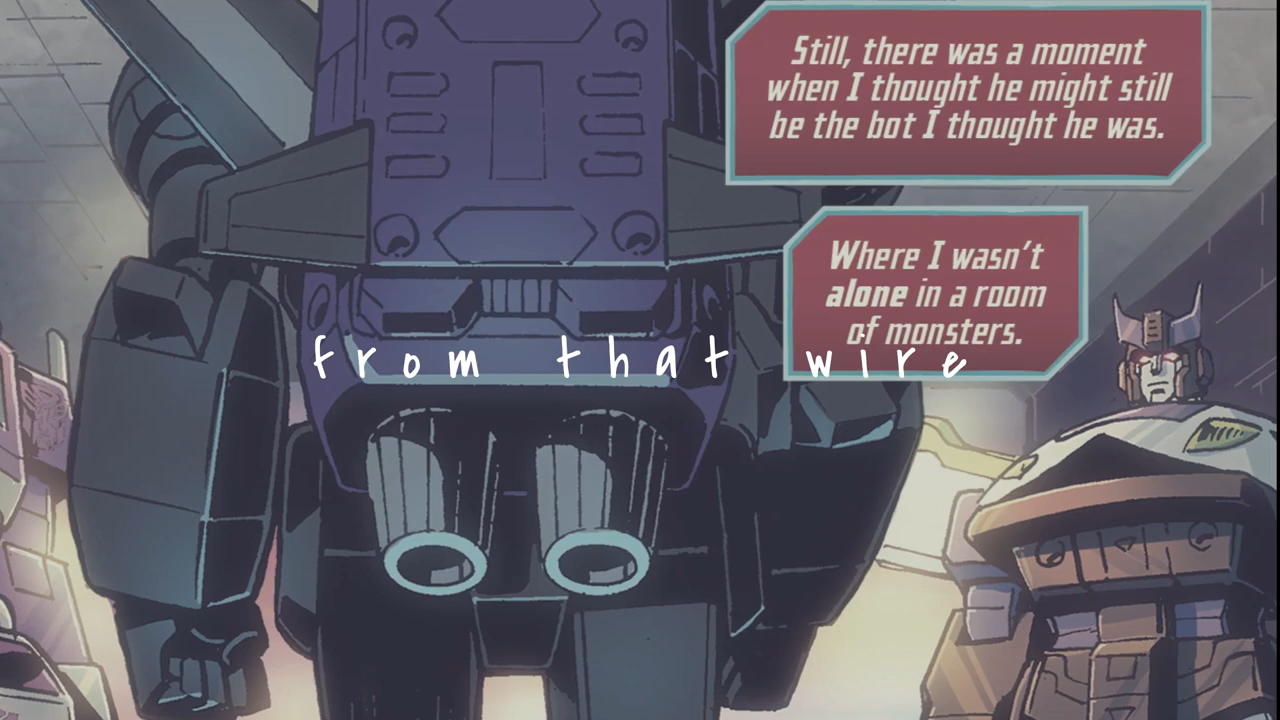 Still, there was a moment
when I thought he might still
be the bot I thought he was.
Where I wasn't
alone in a room
of monsters.
from that wire